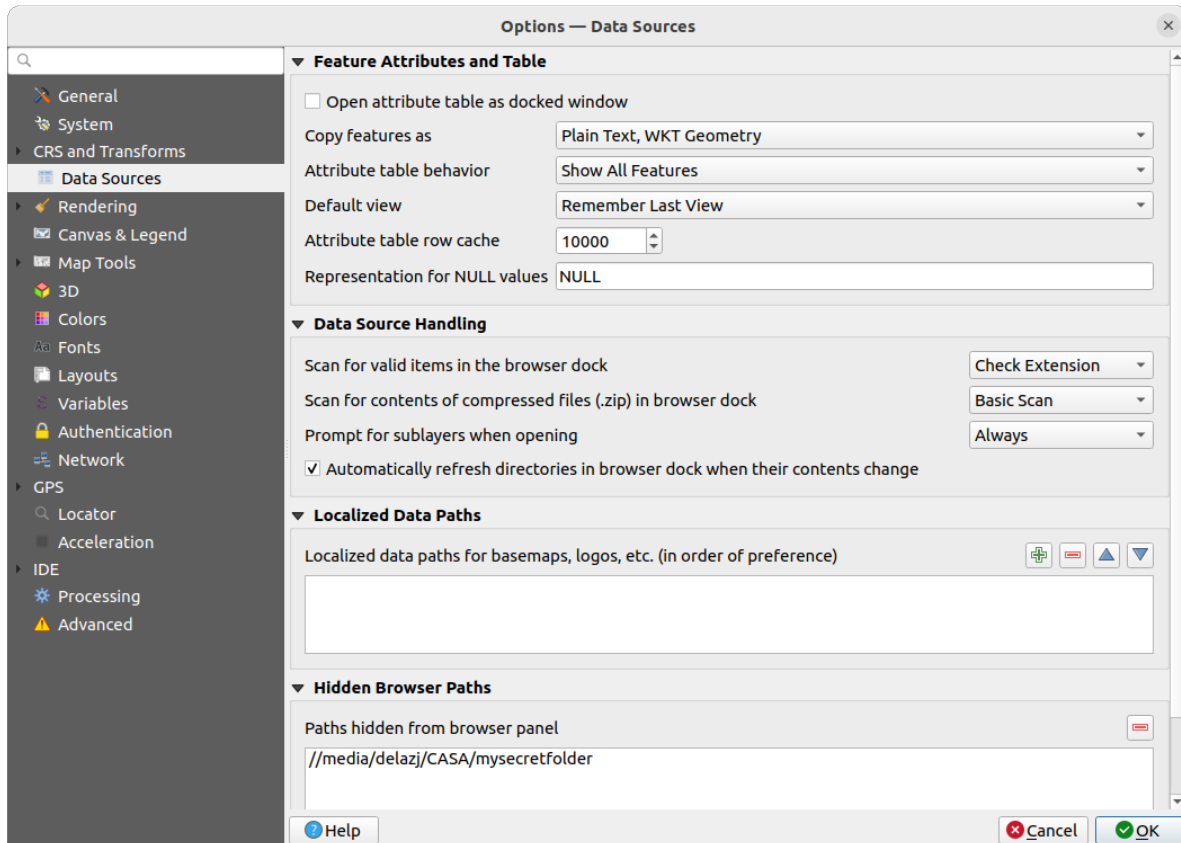 Options — Data Sources
General
System
CRS and Transforms
Data Sources
Rendering
Canvas & Legend
Map Tools
3D
Colors
Aa Fonts
Layouts
Variables
Authentication
Network
GPS
Locator
Acceleration
IDE
Processing
Advanced
Feature Attributes and Table
Open attribute table as docked window
Copy features as Plain Text, WKT Geometry
Attribute table behavior Show All Features
Default view Remember Last View
Attribute table row cache 10000
Representation for NULL values NULL
Data Source Handling
Scan for valid items in the browser dock Check Extension
Scan for contents of compressed files (.zip) in browser dock Basic Scan
Prompt for sublayers when opening Always
Automatically refresh directories in browser dock when their contents change
Localized Data Paths
Localized data paths for basemaps, logos, etc. (in order of preference)
Hidden Browser Paths
Paths hidden from browser panel
//media/delazj/CASA/mysecretfolder
? Help Cancel OK